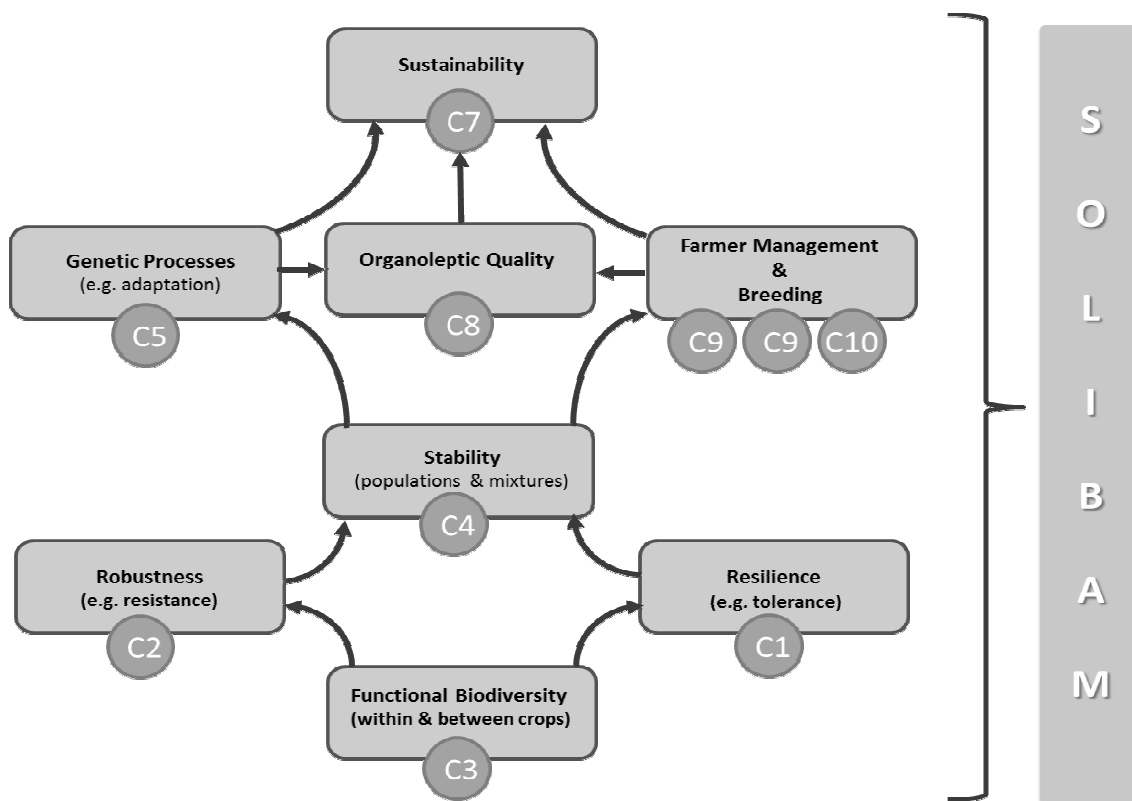 Sustainability
C7
Genetic Processes
(e.g. adaptation)
C5
Organoleptic Quality
C8
Farmer Management
&
Breeding
C9 C9 C10
Stability
(populations & mixtures)
C4
Robustness
(e.g. resistance)
C2
Resilience
(e.g. tolerance)
C1
Functional Biodiversity
(within & between crops)
C3
S
O
L
I
B
A
M